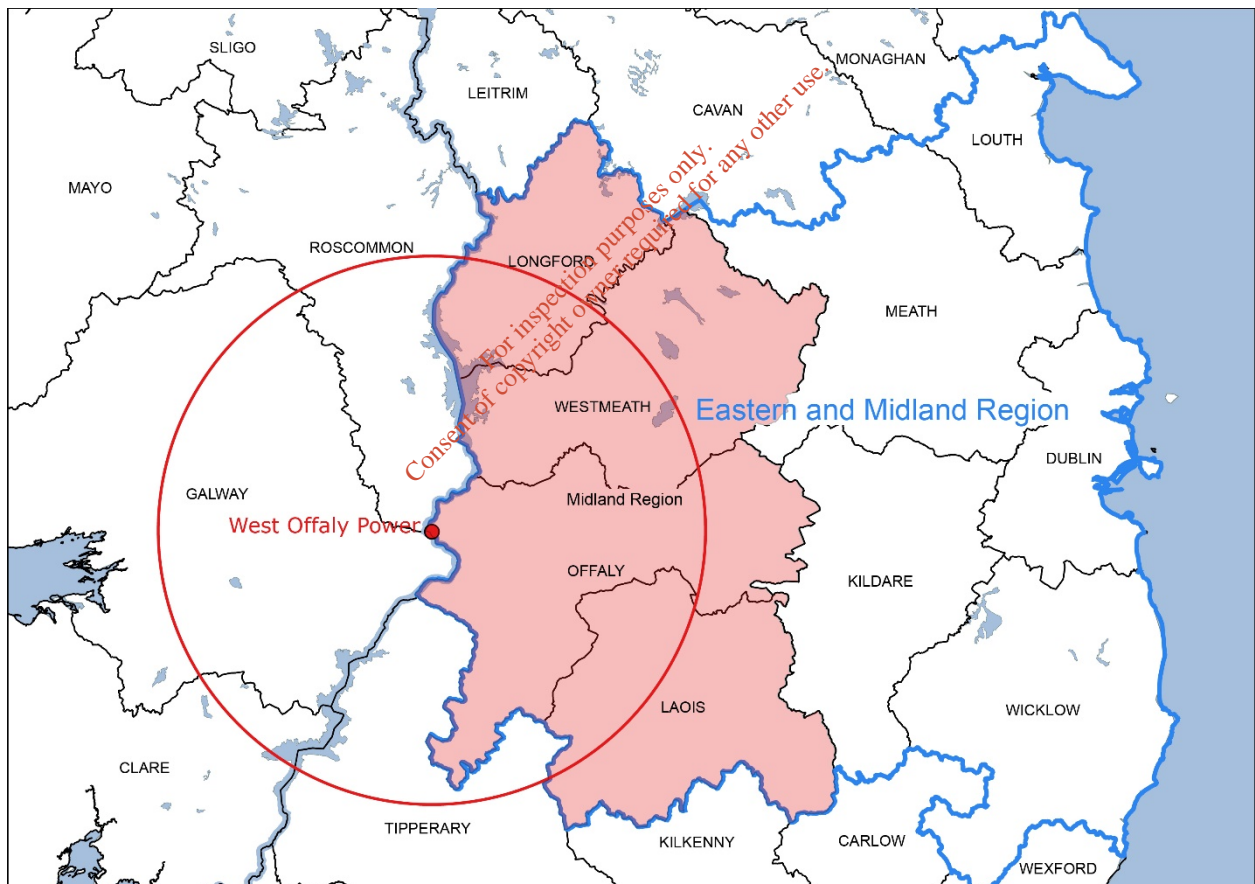 SLIGO
MONAGHAN
LEITRIM
CAVAN
LOUTH
MAYO
ROSCOMMON
LONGFORD
For inspection purposes only.
Consent of copyright owner required for any other use.
MEATH
WESTMEATH
Eastern and Midland Region
DUBLIN
GALWAY
Midland Region
West Offaly Power
OFFALY
KILDARE
LAOIS
WICKLOW
CLARE
TIPPERARY
KILKENNY
CARLOW
WEXFORD